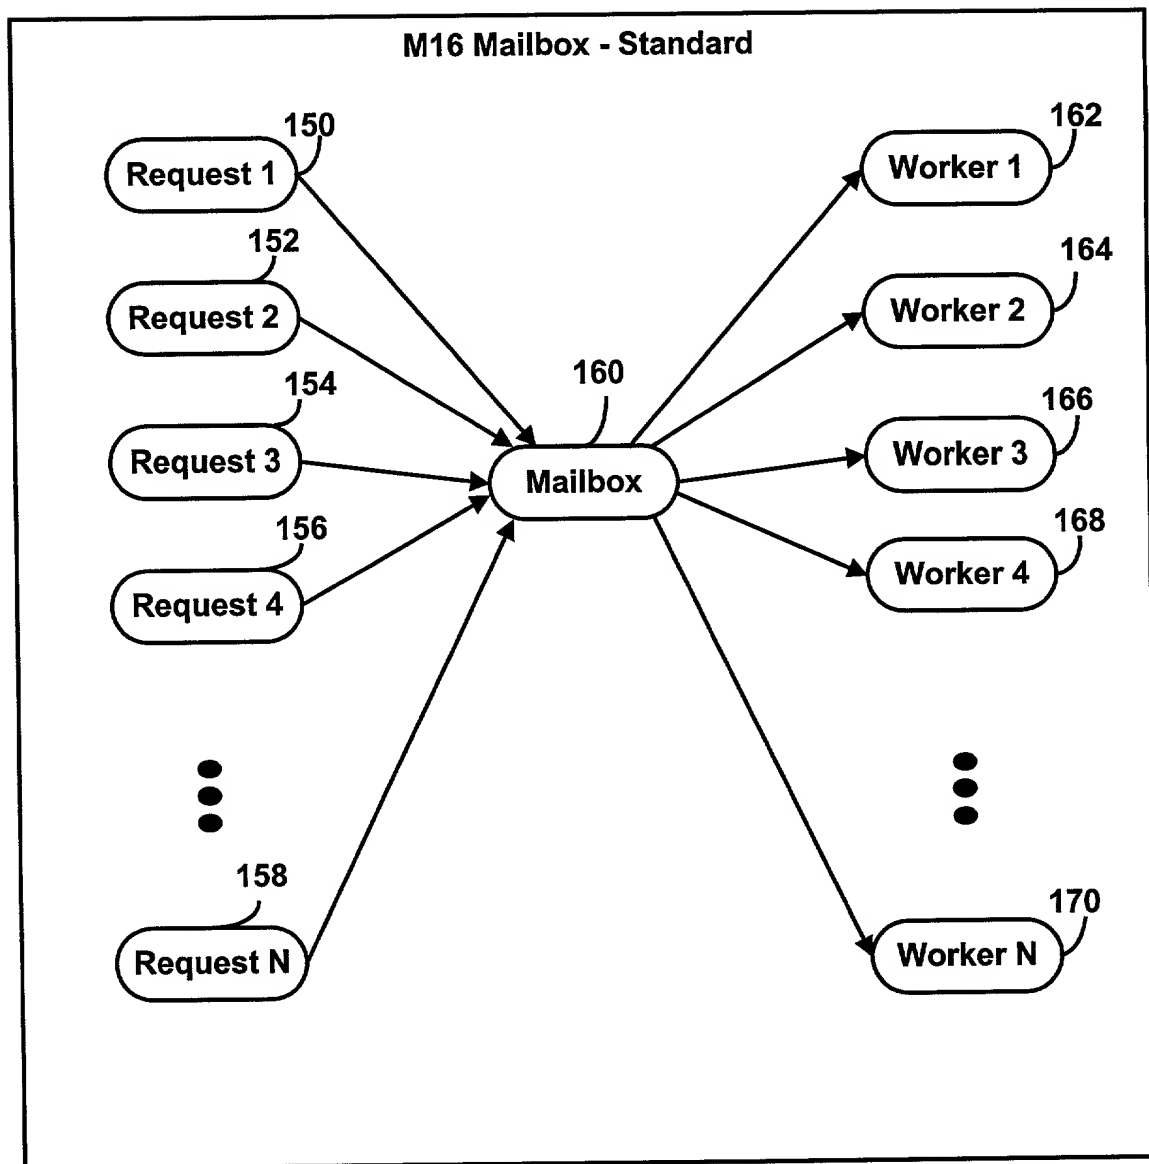 M16 Mailbox - Standard
150
Request 1
152
Request 2
154
Request 3
156
Request 4
158
Request N
160
Mailbox
162
Worker 1
164
Worker 2
166
Worker 3
168
Worker 4
170
Worker N